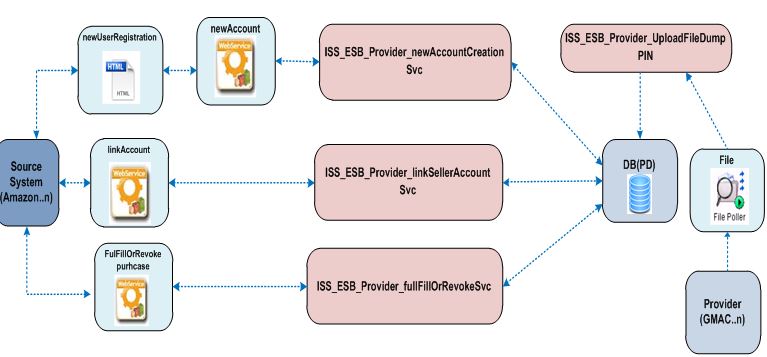 newUserRegistration
HTML
HTML
newAccount
WebService
ISS_ESB_Provider_newAccountCreation
Svc
ISS_ESB_Provider_UploadFileDump
PIN
Source
System
(Amazon..n)
linkAccount
WebService
ISS_ESB_Provider_linkSellerAccount
Svc
DB(PD)
File
File Poller
FulFillOrRevoke
purhcase
WebService
ISS_ESB_Provider_fullFillOrRevokeSvc
Provider
(GMAC..n)